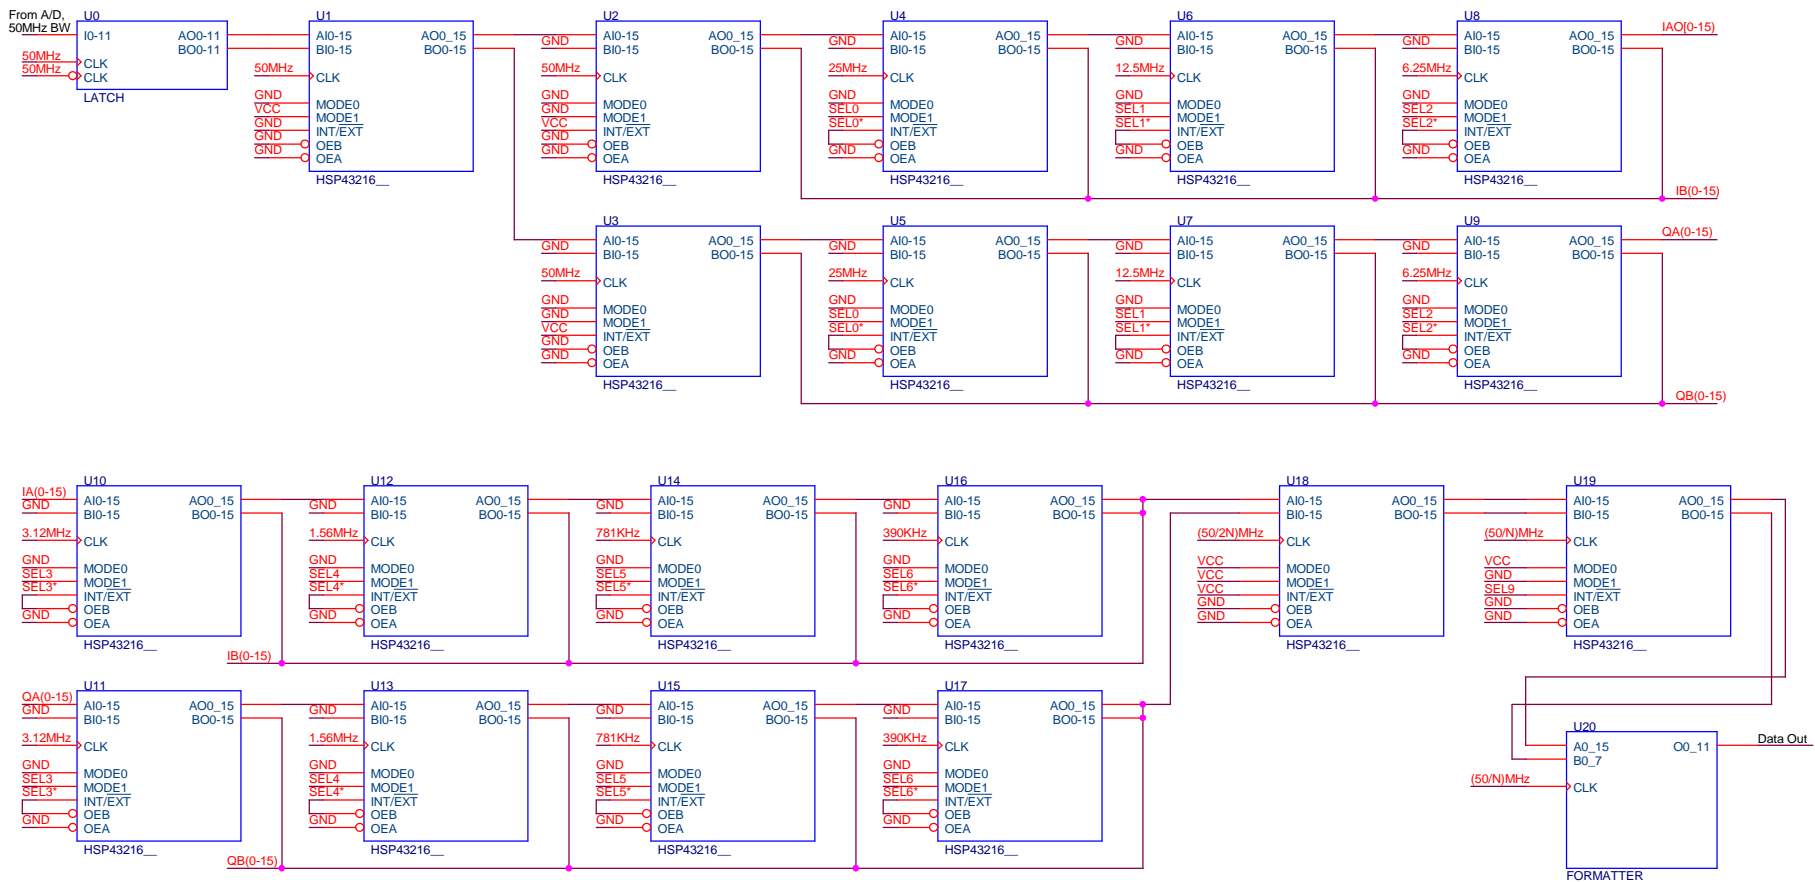 From A/D,
50MHz BW
U0
I0-11
AO0-11
BO0-11
50MHz
CLK
50MHz
CLK
LATCH
U1
AI0-15
AO0_15
BI0-15
BO0-15
50MHz
CLK
GND
MODE0
VCC
MODE1
GND
INT/EXT
GND
OEB
GND
OEA
HSP43216__
U2
AI0-15
AO0_15
GND
BI0-15
BO0-15
50MHz
CLK
GND
MODE0
GND
MODE1
VCC
INT/EXT
GND
OEB
GND
OEA
HSP43216__
U4
AI0-15
AO0_15
GND
BI0-15
BO0-15
25MHz
CLK
GND
MODE0
SEL0
MODE1
SEL0*
INT/EXT
OEB
GND
OEA
HSP43216__
U6
AI0-15
AO0_15
GND
BI0-15
BO0-15
12.5MHz
CLK
GND
MODE0
SEL1
MODE1
SEL1*
INT/EXT
OEB
GND
OEA
HSP43216__
U8
AI0-15
AO0_15
IAO[0-15)
GND
BI0-15
BO0-15
6.25MHz
CLK
GND
MODE0
SEL2
MODE1
SEL2*
INT/EXT
OEB
GND
OEA
HSP43216__
IB(0-15)
U3
AI0-15
AO0_15
GND
BI0-15
BO0-15
50MHz
CLK
GND
MODE0
GND
MODE1
VCC
INT/EXT
GND
OEB
GND
OEA
HSP43216__
U5
AI0-15
AO0_15
GND
BI0-15
BO0-15
25MHz
CLK
GND
MODE0
SEL0
MODE1
SEL0*
INT/EXT
OEB
GND
OEA
HSP43216__
U7
AI0-15
AO0_15
GND
BI0-15
BO0-15
12.5MHz
CLK
GND
MODE0
SEL1
MODE1
SEL1*
INT/EXT
OEB
GND
OEA
HSP43216__
U9
AI0-15
AO0_15
QA(0-15)
GND
BI0-15
BO0-15
6.25MHz
CLK
GND
MODE0
SEL2
MODE1
SEL2*
INT/EXT
OEB
GND
OEA
HSP43216__
QB(0-15)
U10
IA(0-15)
AI0-15
AO0_15
GND
BI0-15
BO0-15
3.12MHz
CLK
GND
MODE0
SEL3
MODE1
SEL3*
INT/EXT
OEB
GND
OEA
HSP43216__
U12
AI0-15
AO0_15
GND
BI0-15
BO0-15
1.56MHz
CLK
GND
MODE0
SEL4
MODE1
SEL4*
INT/EXT
OEB
GND
OEA
HSP43216__
U14
AI0-15
AO0_15
GND
BI0-15
BO0-15
781KHz
CLK
GND
MODE0
SEL5
MODE1
SEL5*
INT/EXT
OEB
GND
OEA
HSP43216__
U16
AI0-15
AO0_15
GND
BI0-15
BO0-15
390KHz
CLK
GND
MODE0
SEL6
MODE1
SEL6*
INT/EXT
OEB
GND
OEA
HSP43216__
U18
AI0-15
AO0_15
BI0-15
BO0-15
(50/2N)MHz
CLK
VCC
MODE0
VCC
MODE1
VCC
INT/EXT
GND
OEB
GND
OEA
HSP43216__
U19
AI0-15
AO0_15
BI0-15
BO0-15
(50/N)MHz
CLK
VCC
MODE0
GND
MODE1
SEL9
INT/EXT
GND
OEB
GND
OEA
HSP43216__
IB(0-15)
U11
QA(0-15)
AI0-15
AO0_15
GND
BI0-15
BO0-15
3.12MHz
CLK
GND
MODE0
SEL3
MODE1
SEL3*
INT/EXT
OEB
GND
OEA
HSP43216__
U13
AI0-15
AO0_15
GND
BI0-15
BO0-15
1.56MHz
CLK
GND
MODE0
SEL4
MODE1
SEL4*
INT/EXT
OEB
GND
OEA
HSP43216__
U15
AI0-15
AO0_15
GND
BI0-15
BO0-15
781KHz
CLK
GND
MODE0
SEL5
MODE1
SEL5*
INT/EXT
OEB
GND
OEA
HSP43216__
U17
AI0-15
AO0_15
GND
BI0-15
BO0-15
390KHz
CLK
GND
MODE0
SEL6
MODE1
SEL6*
INT/EXT
OEB
GND
OEA
HSP43216__
QB(0-15)
U20
A0_15
O0_11
Data Out
B0_7
(50/N)MHz
CLK
FORMATTER